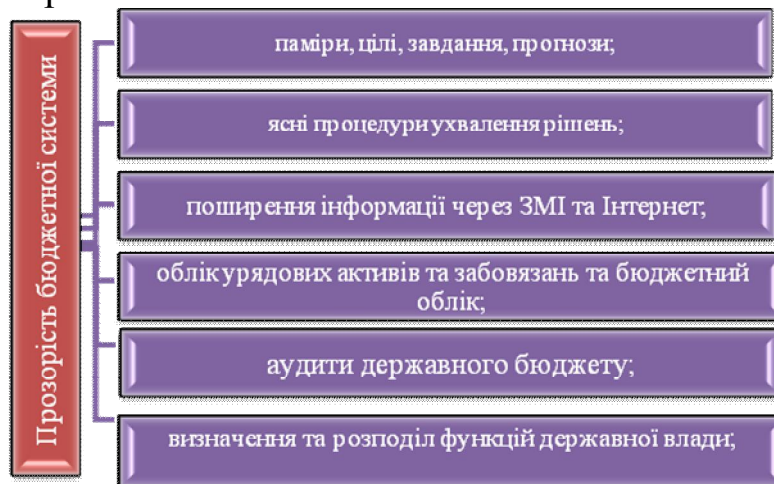 Прозорість бюджетної системи
паміри, цілі, завдання, прогнози;
ясні процедури ухвалення рішень;
поширення інформації через ЗМІ та Інтернет;
облік урядових активів та забовязань та бюджетний
облік;
аудити державного бюджету;
визначення та розподіл функцій державної влади;